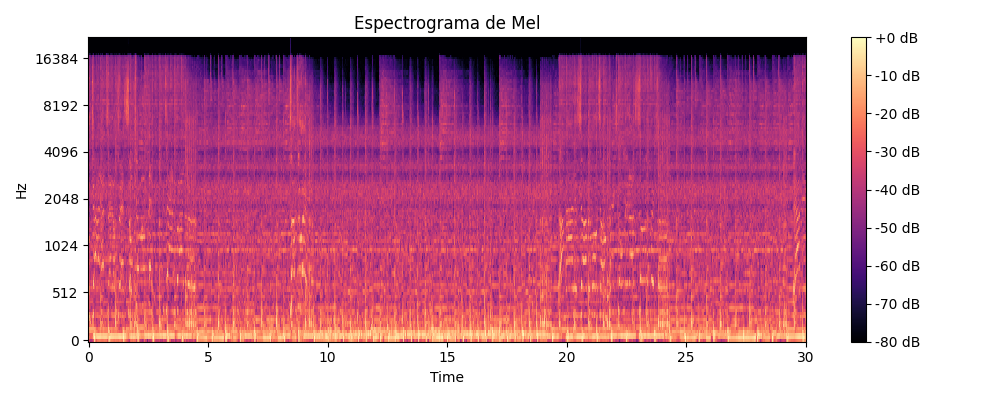 Espectrograma de Mel
Hz
16384
8192
4096
2048
1024
512
0
0 5 10 15 20 25 30
Time
+0 dB
-10 dB
-20 dB
-30 dB
-40 dB
-50 dB
-60 dB
-70 dB
-80 dB